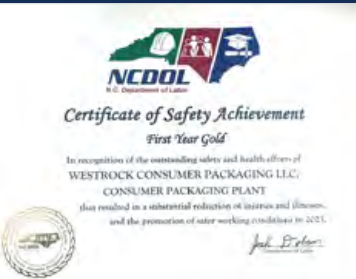 NCDOL
N.C. Department of Labor
Certificate of Safety Achievement
First Year Gold
In recognition of the outstanding safety and health efforts of
WESTROCK CONSUMER PACKAGING LLC,
CONSUMER PACKAGING PLANT
that resulted in a substantial reduction of injuries and illnesses,
and the promotion of safer working conditions in 2023.